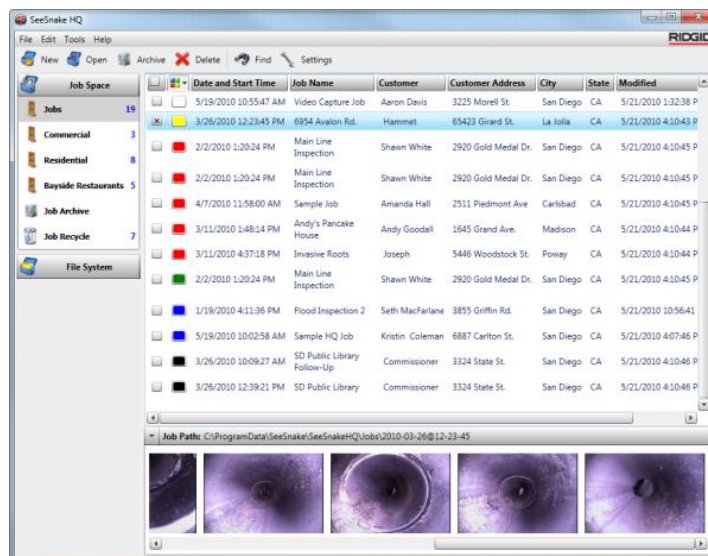 SeeSnake HQ
File Edit Tools Help
RIDGID
New Open Archive Delete Find Settings
Job Space
Jobs 19
Commercial 3
Residential 8
Bayside Restaurants 5
Job Archive
Job Recycle 7
File System
Date and Start Time Job Name Customer Customer Address City State Modified
5/19/2010 10:55:47 AM Video Capture Job Aaron Davis 3225 Morell St. San Diego CA 5/21/2010 1:32:38 P
3/26/2010 12:23:45 PM 6954 Avalon Rd. Hammet 65423 Girard St. La Jolla CA 5/21/2010 4:10:43 P
2/2/2010 1:20:24 PM Main Line Inspection Shawn White 2920 Gold Medal Dr. San Diego CA 5/21/2010 4:10:45 P
2/2/2010 1:20:24 PM Main Line Inspection Shawn White 2920 Gold Medal Dr. San Diego CA 5/21/2010 4:10:45 P
4/7/2010 11:58:00 AM Sample Job Amanda Hall 2511 Piedmont Ave Carlsbad CA 5/21/2010 4:10:45 P
3/11/2010 1:48:14 PM Andy's Pancake House Andy Goodall 1645 Grand Ave. Madison CA 5/21/2010 4:10:44 P
3/11/2010 4:37:18 PM Invasive Roots Joseph 5446 Woodstock St. Poway CA 5/21/2010 4:10:44 P
2/2/2010 1:20:24 PM Main Line Inspection Shawn White 2920 Gold Medal Dr. San Diego CA 5/21/2010 4:10:45 P
1/19/2010 4:11:36 PM Flood Inspection 2 Seth MacFarlane 3855 Griffin Rd. San Diego CA 5/21/2010 10:56:41
5/19/2010 10:02:58 AM Sample HQ Job Kristin Coleman 6887 Carlton St. San Diego CA 5/21/2010 4:07:46 P
3/26/2010 10:09:27 AM SD Public Library Follow-Up Commissioner 3324 State St. San Diego CA 5/21/2010 4:10:46 P
3/26/2010 12:39:21 PM SD Public Library Commissioner 3324 State St. San Diego CA 5/21/2010 4:10:46 P
Job Path: C:\ProgramData\SeeSnake\SeeSnakeHQ\Jobs\2010-03-26@12-23-45